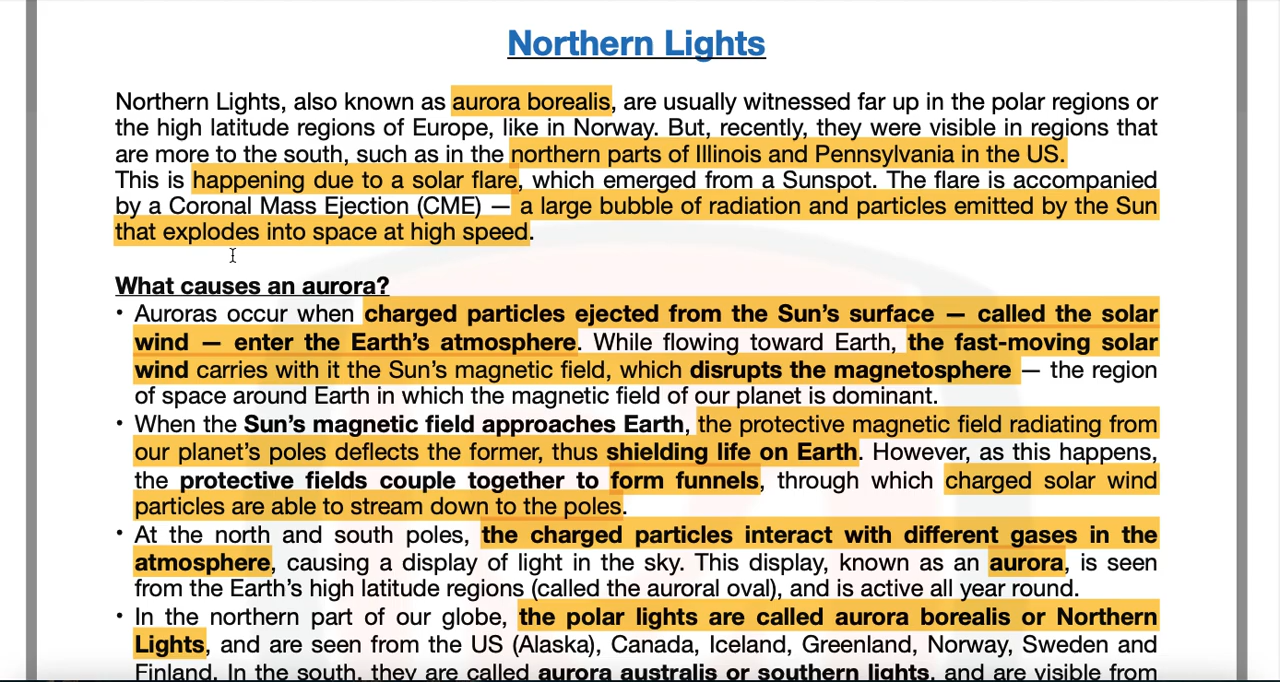 Northern Lights
Northern Lights, also known as aurora borealis, are usually witnessed far up in the polar regions or
the high latitude regions of Europe, like in Norway. But, recently, they were visible in regions that
are more to the south, such as in the northern parts of Illinois and Pennsylvania in the US.
This is happening due to a solar flare, which emerged from a Sunspot. The flare is accompanied
by a Coronal Mass Ejection (CME) — a large bubble of radiation and particles emitted by the Sun
that explodes into space at high speed.
What causes an aurora?
• Auroras occur when charged particles ejected from the Sun's surface — called the solar
wind — enter the Earth's atmosphere. While flowing toward Earth, the fast-moving solar
wind carries with it the Sun's magnetic field, which disrupts the magnetosphere — the region
of space around Earth in which the magnetic field of our planet is dominant.
• When the Sun's magnetic field approaches Earth, the protective magnetic field radiating from
our planet's poles deflects the former, thus shielding life on Earth. However, as this happens,
the protective fields couple together to form funnels, through which charged solar wind
particles are able to stream down to the poles.
• At the north and south poles, the charged particles interact with different gases in the
atmosphere, causing a display of light in the sky. This display, known as an aurora, is seen
from the Earth's high latitude regions (called the auroral oval), and is active all year round.
• In the northern part of our globe, the polar lights are called aurora borealis or Northern
Lights, and are seen from the US (Alaska), Canada, Iceland, Greenland, Norway, Sweden and
Finland. In the south, they are called aurora australis or southern lights, and are visible from